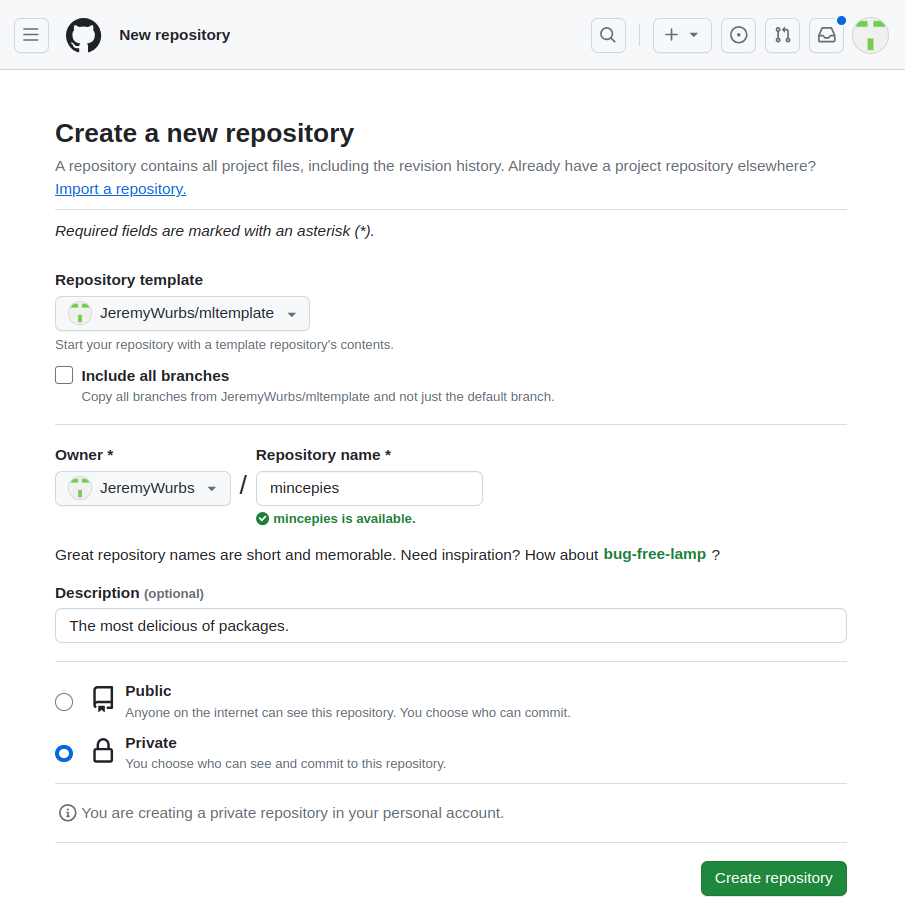 New repository
Create a new repository
A repository contains all project files, including the revision history. Already have a project repository elsewhere?
Import a repository.
Required fields are marked with an asterisk (*).
Repository template
JeremyWurbs/mltemplate
Start your repository with a template repository's contents.
Include all branches
Copy all branches from JeremyWurbs/mltemplate and not just the default branch.
Owner * Repository name *
JeremyWurbs / mincepies
mincepies is available.
Great repository names are short and memorable. Need inspiration? How about bug-free-lamp ?
Description (optional)
The most delicious of packages.
Public
Anyone on the internet can see this repository. You choose who can commit.
Private
You choose who can see and commit to this repository.
You are creating a private repository in your personal account.
Create repository